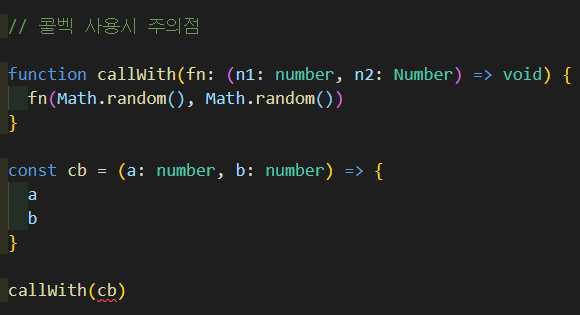 // 콜벡 사용시 주의점
function callWith(fn: (n1: number, n2: Number) => void) {
  fn(Math.random(), Math.random())
}
const cb = (a: number, b: number) => {
  a
  b
}
callWith(cb)